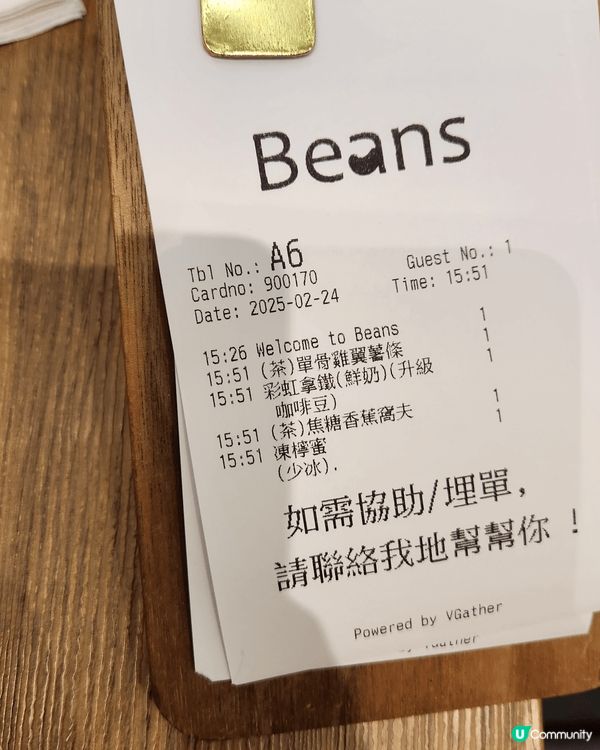 Beans
Tbl No.: A6 Guest No.: 1
Cardno: 900170
Date: 2025-02-24 Time: 15:51
15:26 Welcome to Beans 1
15:51 (茶)單骨雞翼薯條 1
15:51 彩虹拿鐵(鮮奶)(升級 1
咖啡豆)
15:51 (茶)焦糖香蕉窩夫 1
15:51 凍檸蜜 1
(少冰).
如需協助/埋單,
請聯絡我地幫幫你 !
Powered by VGather
U Community